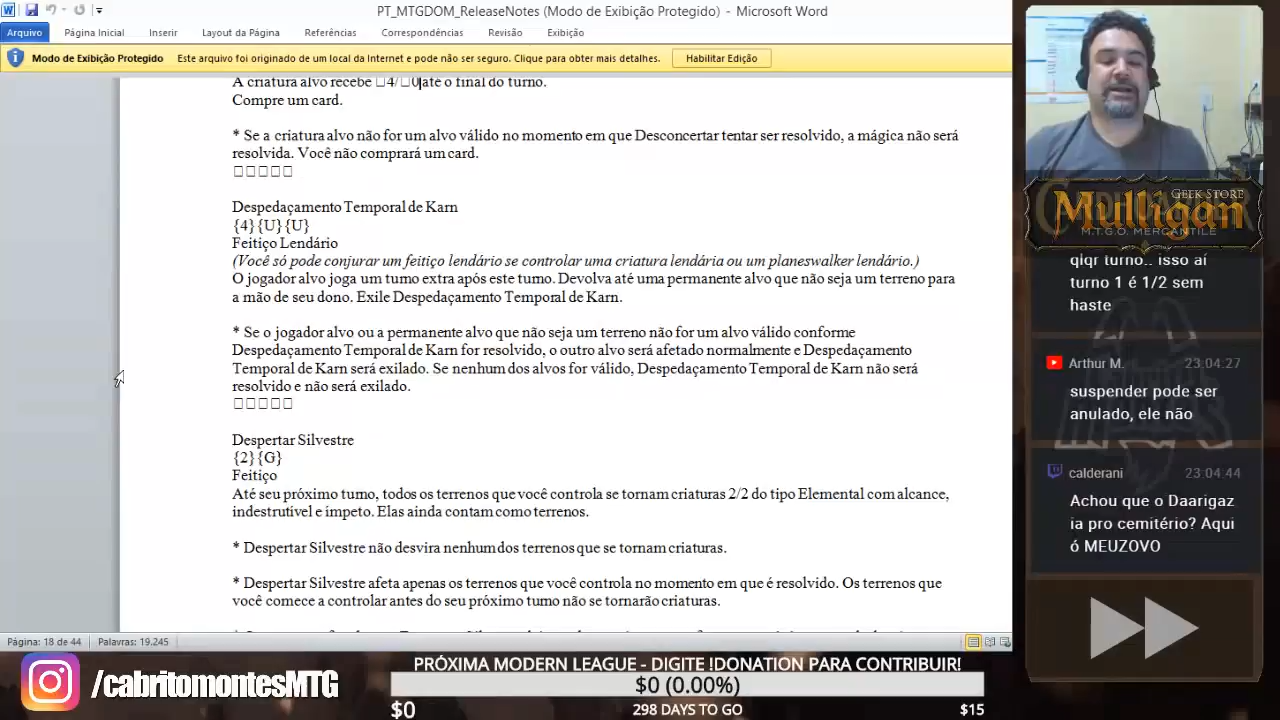 PT_MTGDOM_ReleaseNotes (Modo de Exibição Protegido) - Microsoft Word
Arquivo Página Inicial Inserir Layout da Página Referências Correspondências Revisão Exibição
Modo de Exibição Protegido Este arquivo foi originado de um local da Internet e pode não ser seguro. Clique para obter mais detalhes. Habilitar Edição
A criatura alvo recebe □4/□0 até o final do turno.
Compre um card.
* Se a criatura alvo não for um alvo válido no momento em que Desconcertar tentar ser resolvido, a mágica não será
resolvida. Você não comprará um card.
□□□□□
Despedaçamento Temporal de Karn
{4}{U}{U}
Feitiço Lendário
(Você só pode conjurar um feitiço lendário se controlar uma criatura lendária ou um planeswalker lendário.)
O jogador alvo joga um turno extra após este turno. Devolva até uma permanente alvo que não seja um terreno para
a mão de seu dono. Exile Despedaçamento Temporal de Karn.
* Se o jogador alvo ou a permanente alvo que não seja um terreno não for um alvo válido conforme
Despedaçamento Temporal de Karn for resolvido, o outro alvo será afetado normalmente e Despedaçamento
Temporal de Karn será exilado. Se nenhum dos alvos for válido, Despedaçamento Temporal de Karn não será
resolvido e não será exilado.
□□□□□
Despertar Silvestre
{2}{G}
Feitiço
Até seu próximo turno, todos os terrenos que você controla se tornam criaturas 2/2 do tipo Elemental com alcance,
indestrutível e ímpeto. Elas ainda contam como terrenos.
* Despertar Silvestre não desvira nenhum dos terrenos que se tornam criaturas.
* Despertar Silvestre afeta apenas os terrenos que você controla no momento em que é resolvido. Os terrenos que
você comece a controlar antes do seu próximo turno não se tornarão criaturas.
Página: 18 de 44 Palavras: 19.245
Mulligan
GEEK STORE
M.T.G.O. MERCANTILE
qlqr turno.. isso aí
turno 1 é 1/2 sem
haste
Arthur M. 23:04:27
suspender pode ser
anulado, ele não
calderani 23:04:44
Achou que o Daarigaz
ia pro cemitério? Aqui
ó MEUZOVO
/cabritomontesMTG
PRÓXIMA MODERN LEAGUE - DIGITE !DONATION PARA CONTRIBUIR!
$0 (0.00%)
$0 298 DAYS TO GO $15